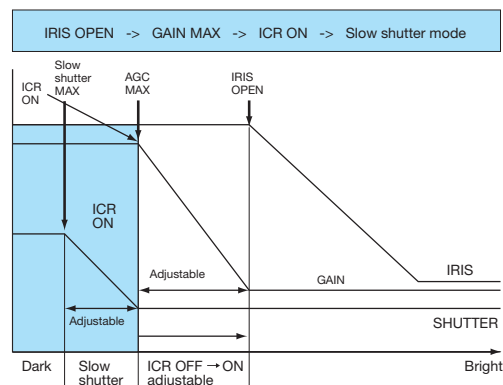 IRIS OPEN -> GAIN MAX -> ICR ON -> Slow shutter mode
Slow
shutter
MAX
AGC
MAX
IRIS
OPEN
ICR
ON
ICR
ON
Adjustable
GAIN
IRIS
Adjustable
SHUTTER
Dark
Slow
shutter
ICR OFF → ON
adjustable
Bright